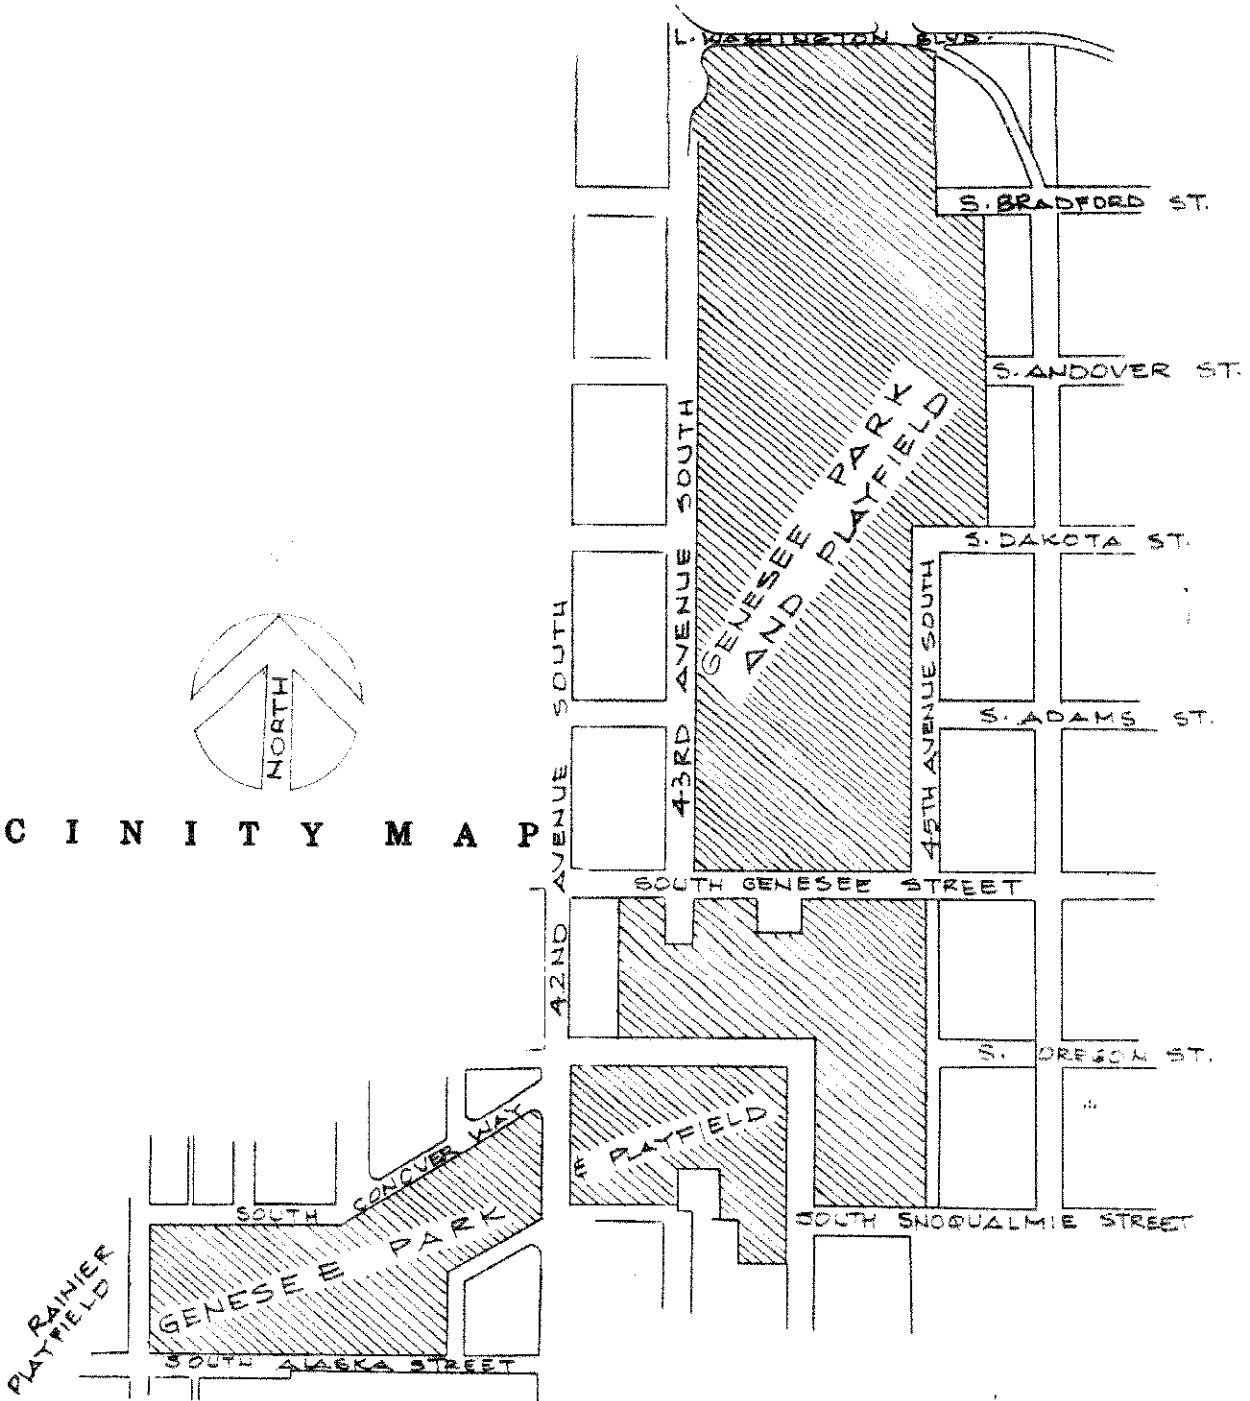 L. WASHINGTON BLVD.
S. BRADFORD ST.
S. ANDOVER ST.
GENESEE PARK
AND PLAYFIELD
43RD AVENUE SOUTH
S. DAKOTA ST.
45TH AVENUE SOUTH
42ND AVENUE SOUTH
NORTH
S. ADAMS ST.
CINITY MAP
SOUTH GENESEE STREET
S. OREGON ST.
SOUTH CONOVER WAY
& PLAYFIELD
GENESEE PARK
SOUTH SNOQUALMIE STREET
RAINIER
PLAYFIELD
SOUTH ALASKA STREET